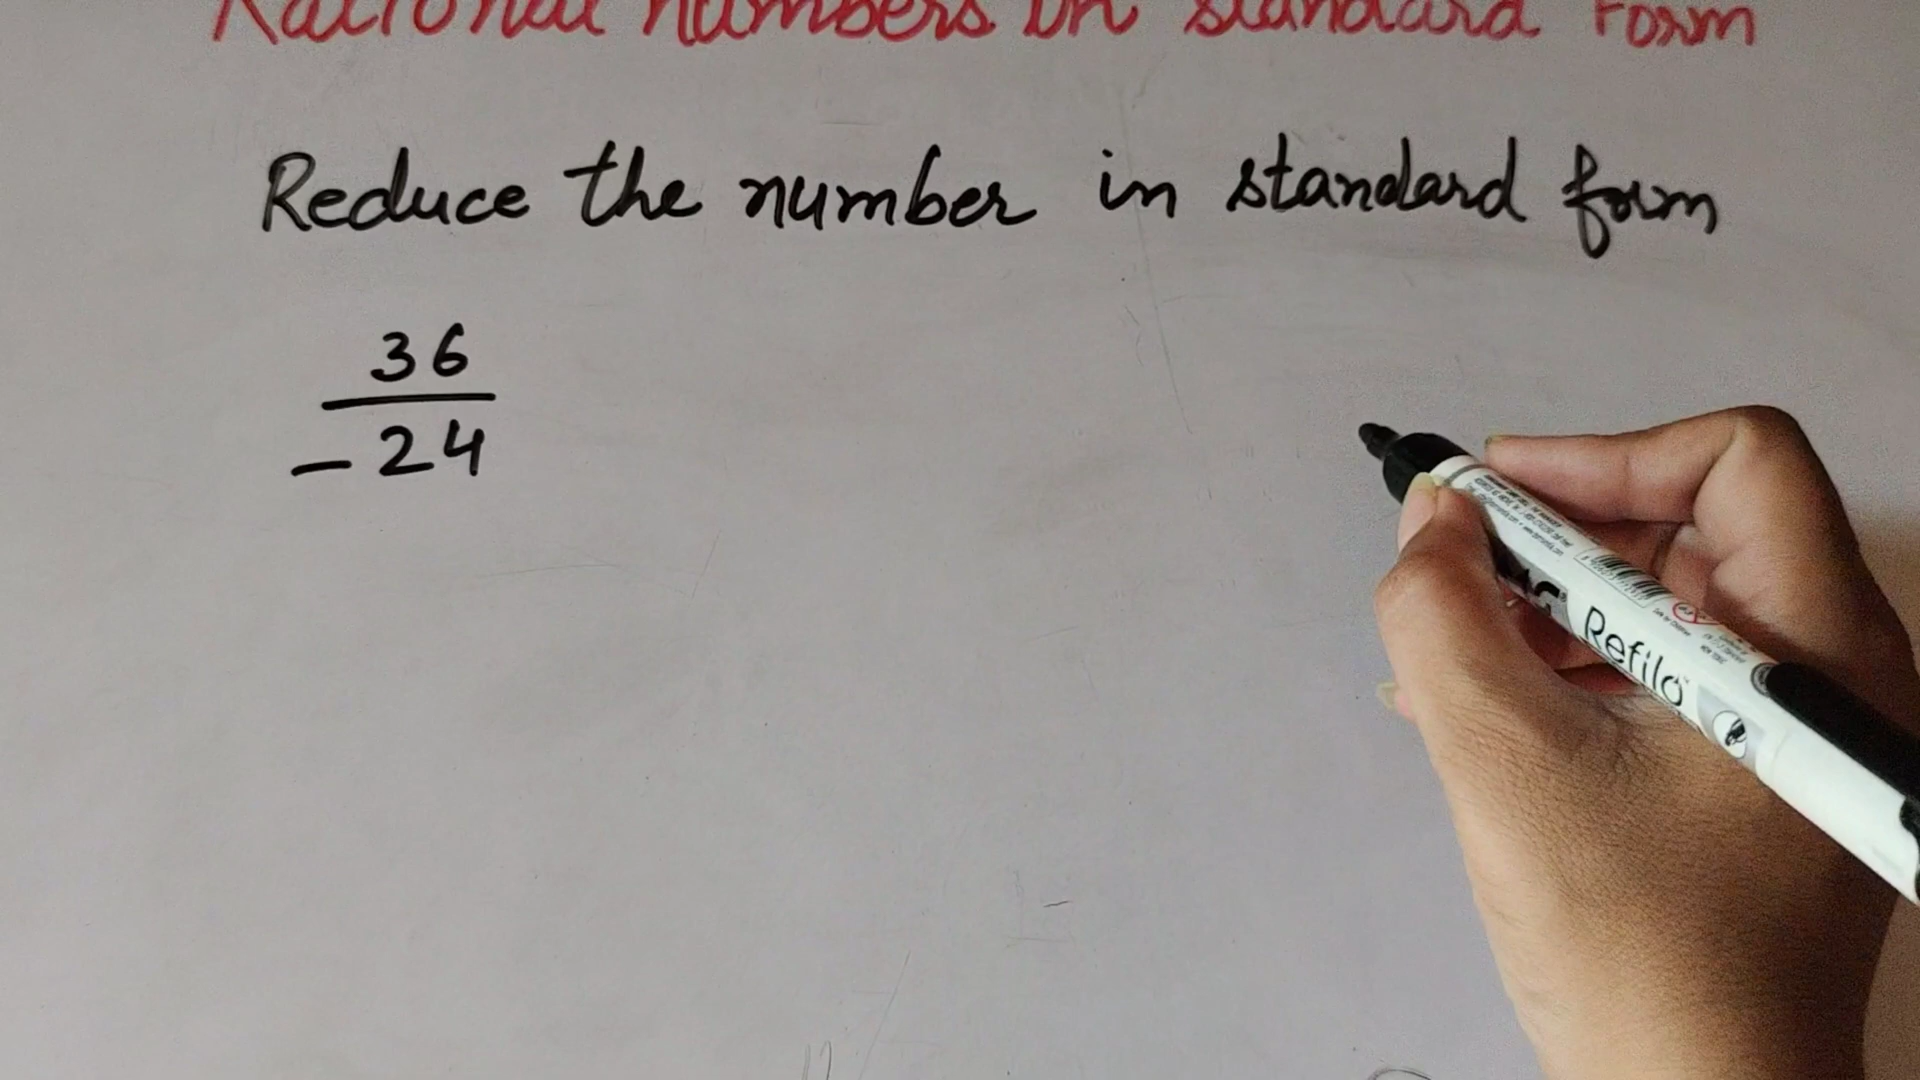 Rational numbers in standard form
Reduce the number in standard form
36
-24
Refilo